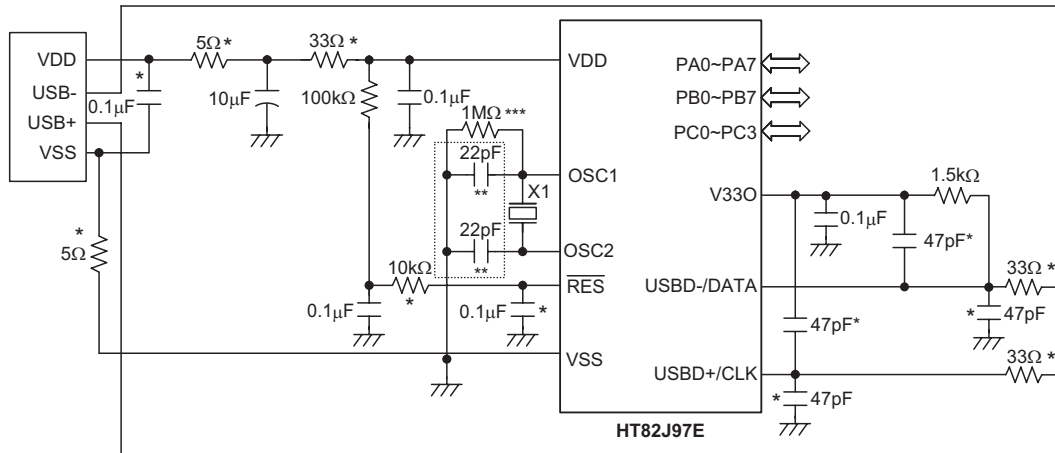 VDD
USB-
USB+
VSS
*
0.1µF
5Ω *
10µF
33Ω *
100kΩ
0.1µF
1MΩ ***
22pF
**
X1
22pF
**
*
5Ω
10kΩ
*
0.1µF
0.1µF
*
VDD
OSC1
OSC2
RES
VSS
PA0~PA7
PB0~PB7
PC0~PC3
V33O
USBD-/DATA
USBD+/CLK
0.1µF
1.5kΩ
47pF*
47pF*
33Ω *
* 47pF
33Ω *
* 47pF
HT82J97E